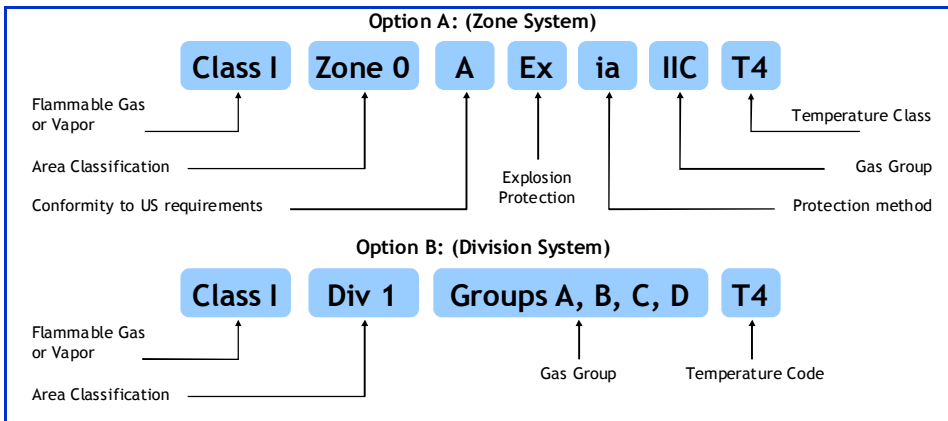 Option A: (Zone System)
Class I Zone 0 A Ex ia IIC T4
Flammable Gas
or Vapor
Temperature Class
Area Classification
Explosion
Protection
Gas Group
Conformity to US requirements
Protection method
Option B: (Division System)
Class I Div 1 Groups A, B, C, D T4
Flammable Gas
or Vapor
Gas Group
Temperature Code
Area Classification